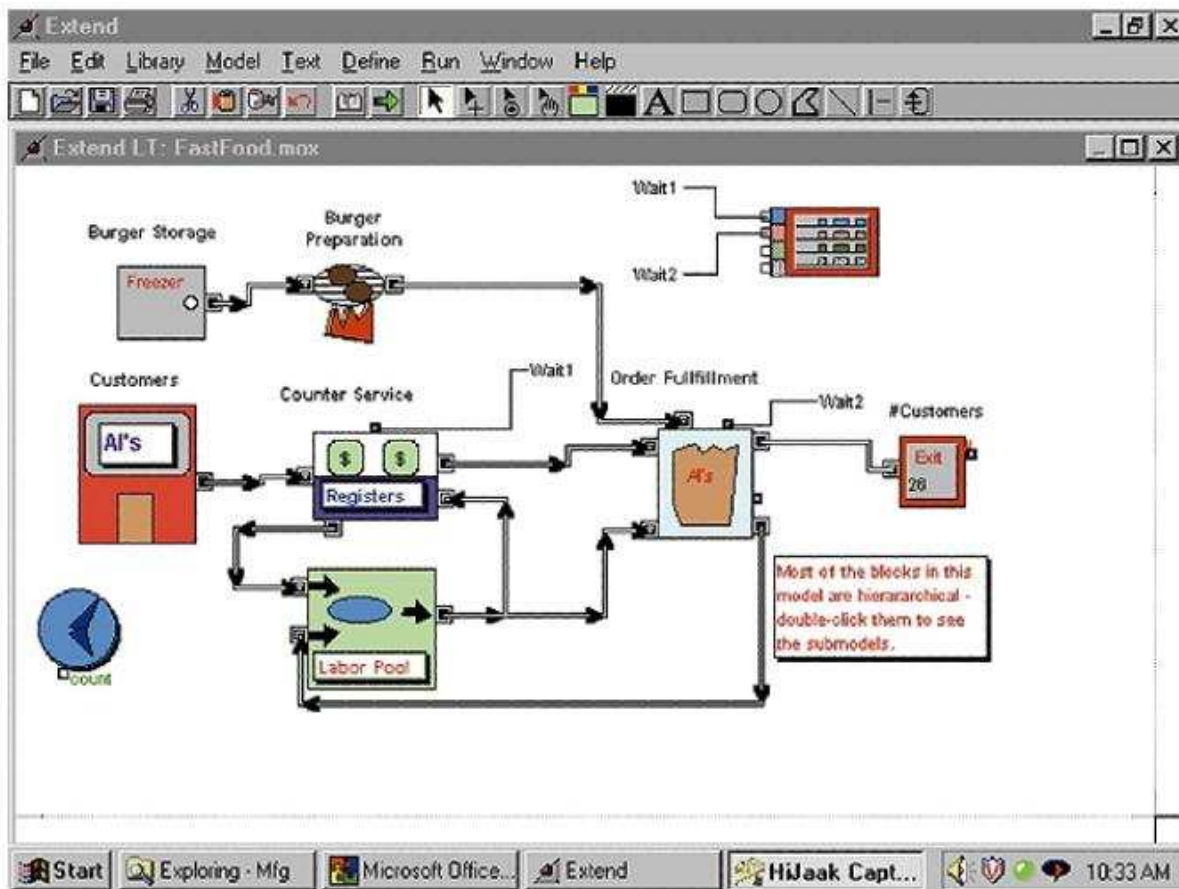 Extend
File Edit Library Model Text Define Run Window Help
Extend LT: FastFood.mox
Wait1
Burger
Preparation
Burger Storage
Freezer
Wait2
Customers
Al's
Counter Service
Wait1
$ $
Registers
Order Fullfillment
Wait2
Al's
#Customers
Exit
26
Labor Pool
count
Most of the blocks in this
model are hierararchical -
double-click them to see
the submodels.
Start
Exploring - Mfg
Microsoft Office...
Extend
HiJaak Capt...
10:33 AM